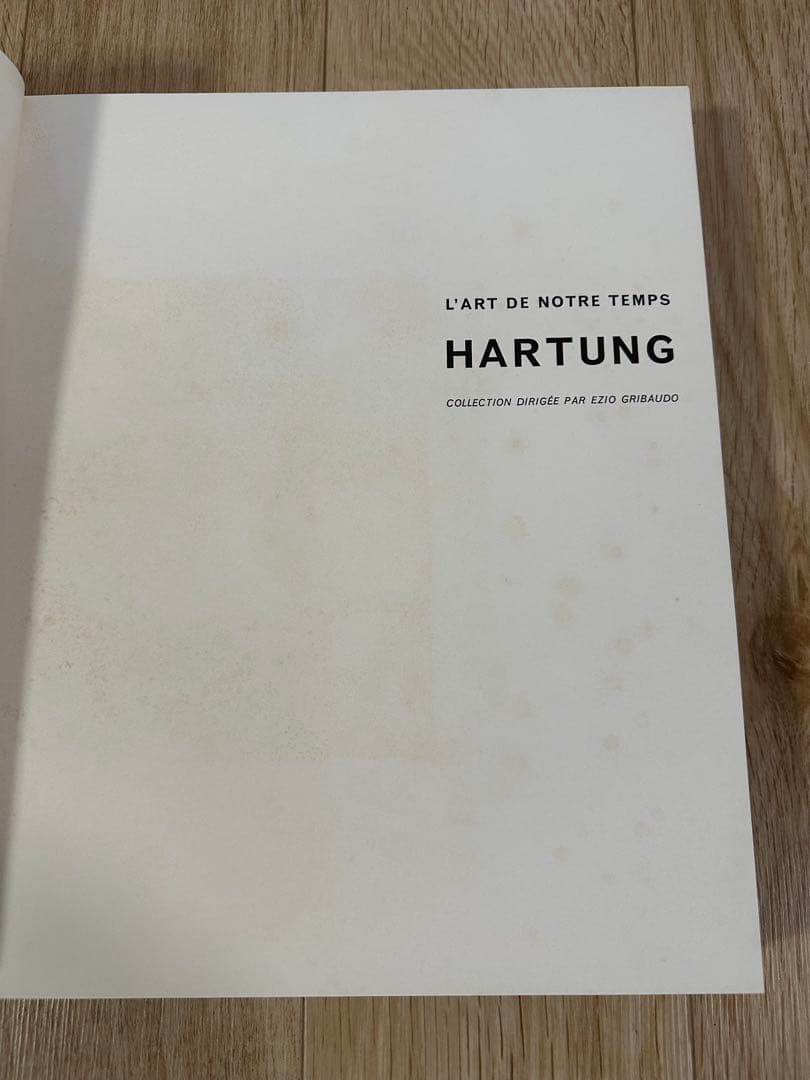 L'ART DE NOTRE TEMPS
HARTUNG
COLLECTION DIRIGÉE PAR EZIO GRIBAUDO